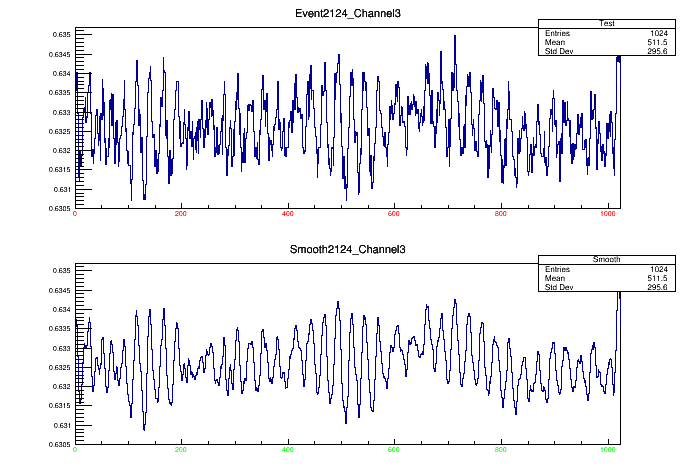 Event2124_Channel3
Test
Entries 1024
Mean 511.5
Std Dev 295.6
0.635
0.6345
0.634
0.6335
0.633
0.6325
0.632
0.6315
0.631
0.6305
0 200 400 600 800 1000
Smooth2124_Channel3
Smooth
Entries 1024
Mean 511.5
Std Dev 295.6
0.635
0.6345
0.634
0.6335
0.633
0.6325
0.632
0.6315
0.631
0.6305
0 200 400 600 800 1000